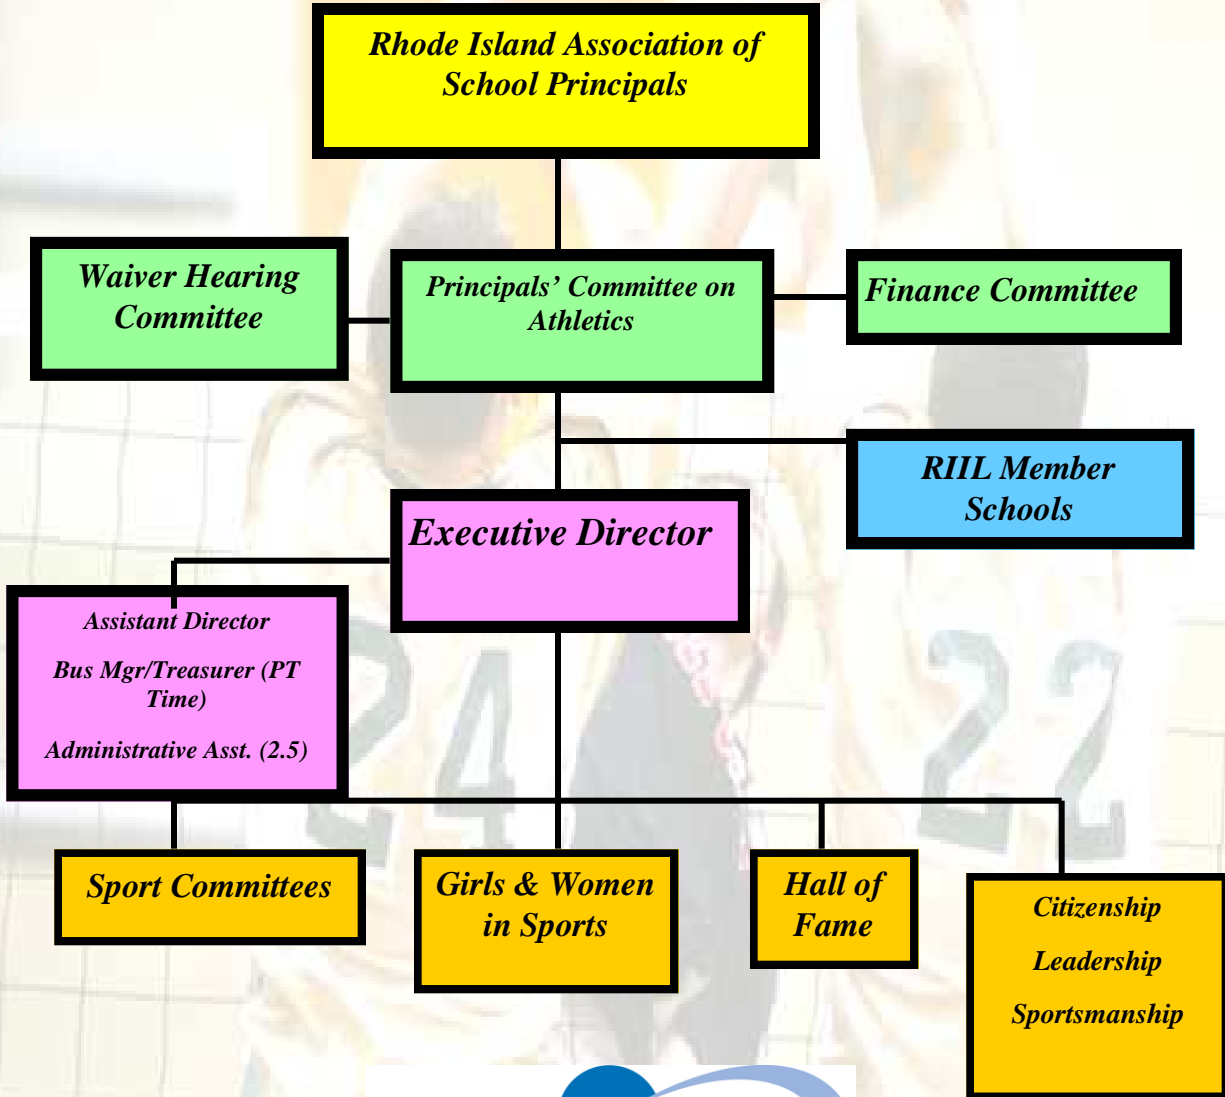 Rhode Island Association of
School Principals
Waiver Hearing
Committee
Principals’ Committee on
Athletics
Finance Committee
RIIL Member
Schools
Executive Director
Assistant Director
Bus Mgr/Treasurer (PT
Time)
Administrative Asst. (2.5)
24
22
Sport Committees
Girls & Women
in Sports
Hall of
Fame
Citizenship
Leadership
Sportsmanship